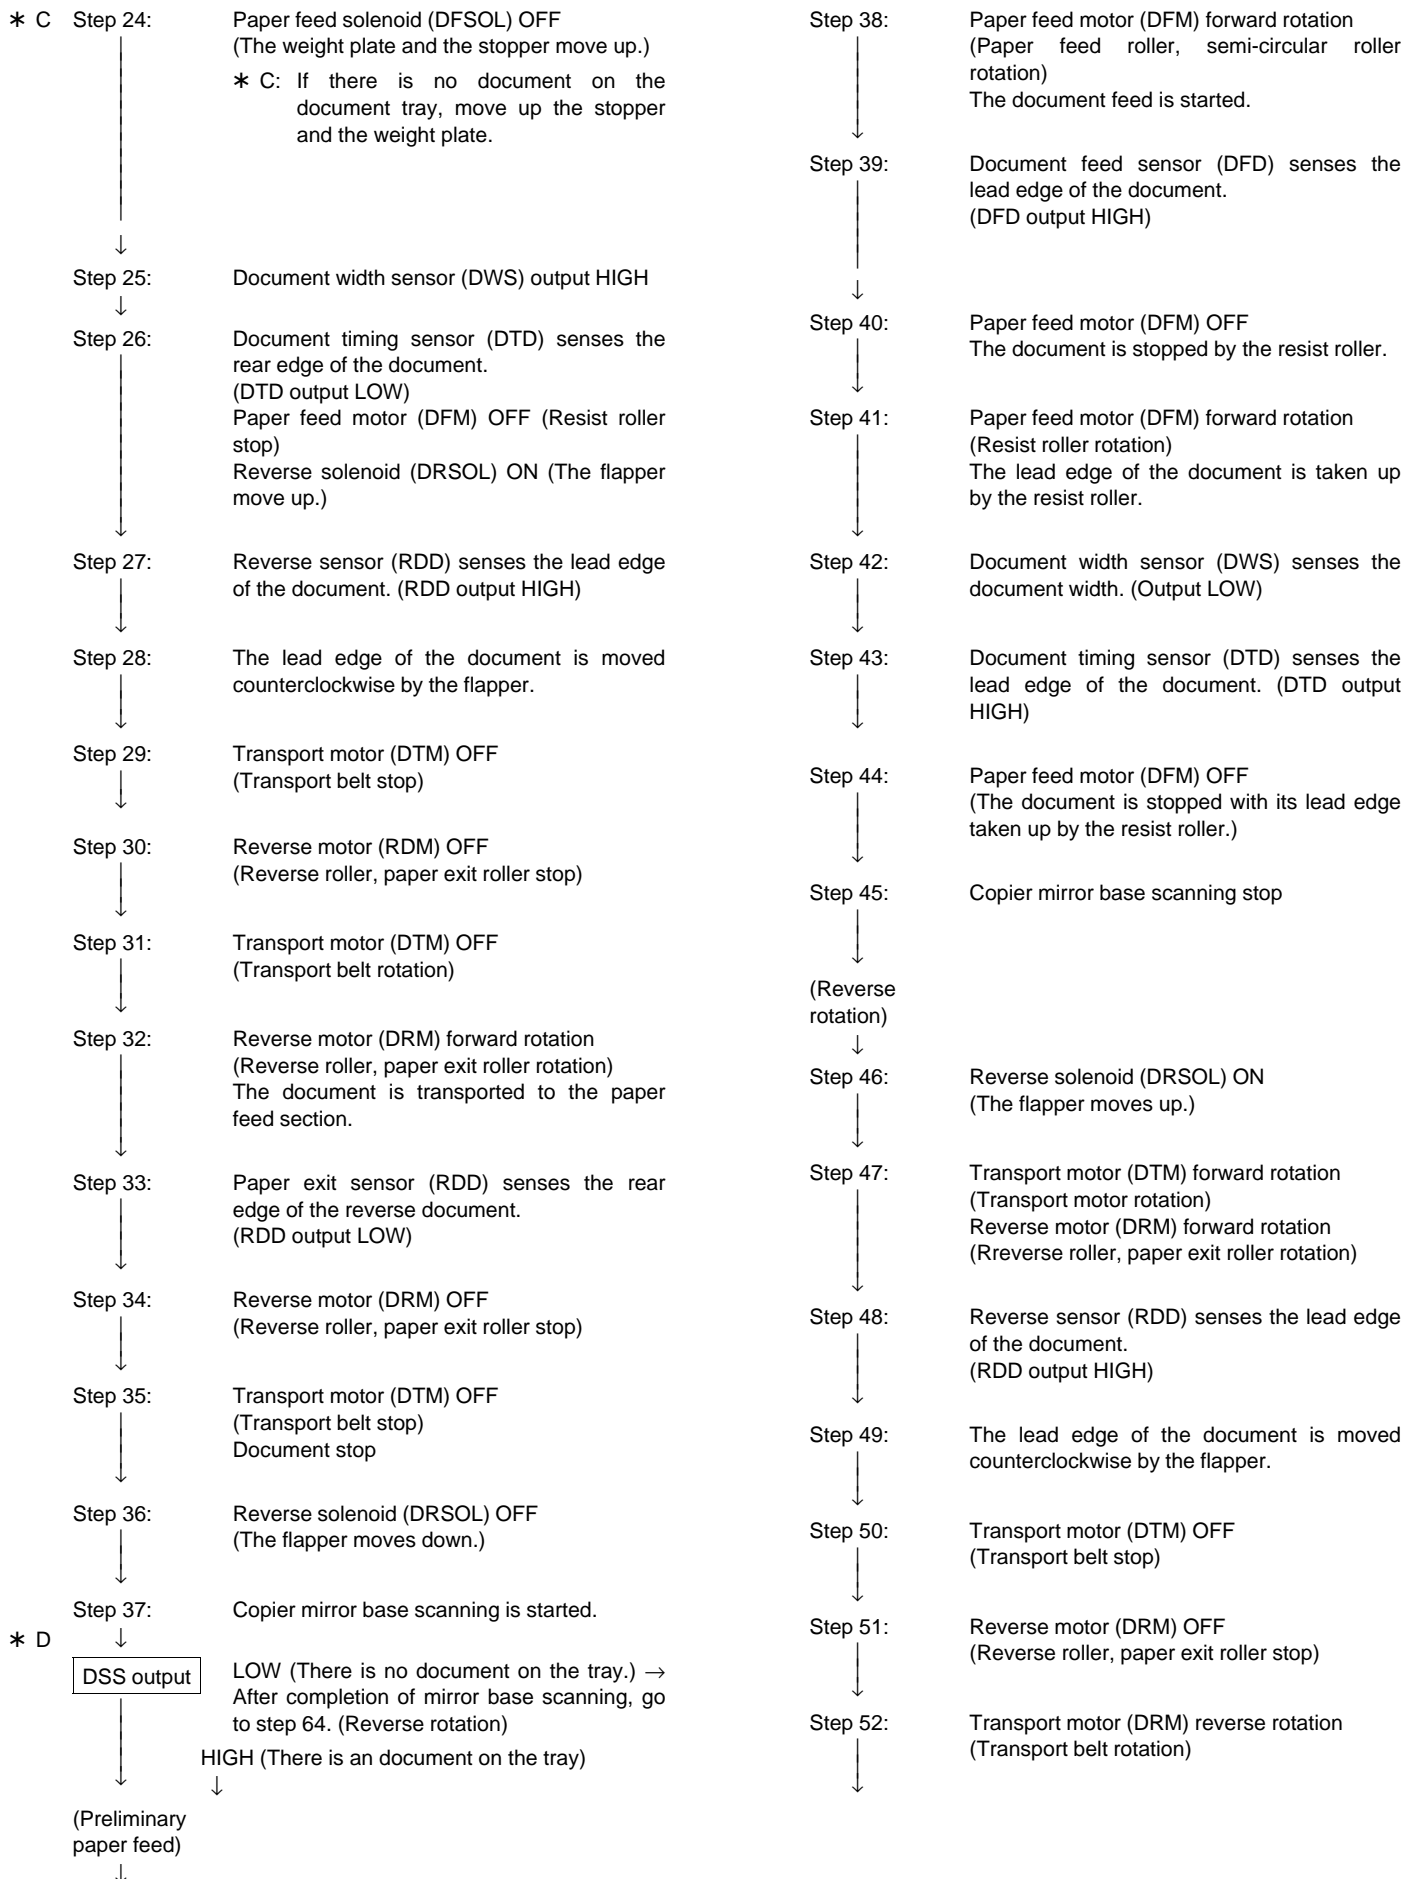 * C Step 24: Paper feed solenoid (DFSOL) OFF
(The weight plate and the stopper move up.)
* C: If there is no document on the
document tray, move up the stopper
and the weight plate.
↓
Step 25: Document width sensor (DWS) output HIGH
↓
Step 26: Document timing sensor (DTD) senses the
rear edge of the document.
(DTD output LOW)
Paper feed motor (DFM) OFF (Resist roller
stop)
Reverse solenoid (DRSOL) ON (The flapper
move up.)
↓
Step 27: Reverse sensor (RDD) senses the lead edge
of the document. (RDD output HIGH)
↓
Step 28: The lead edge of the document is moved
counterclockwise by the flapper.
↓
Step 29: Transport motor (DTM) OFF
(Transport belt stop)
↓
Step 30: Reverse motor (RDM) OFF
(Reverse roller, paper exit roller stop)
↓
Step 31: Transport motor (DTM) OFF
(Transport belt rotation)
↓
Step 32: Reverse motor (DRM) forward rotation
(Reverse roller, paper exit roller rotation)
The document is transported to the paper
feed section.
↓
Step 33: Paper exit sensor (RDD) senses the rear
edge of the reverse document.
(RDD output LOW)
↓
Step 34: Reverse motor (DRM) OFF
(Reverse roller, paper exit roller stop)
↓
Step 35: Transport motor (DTM) OFF
(Transport belt stop)
Document stop
↓
Step 36: Reverse solenoid (DRSOL) OFF
(The flapper moves down.)
↓
Step 37: Copier mirror base scanning is started.
* D ↓
DSS output LOW (There is no document on the tray.) →
After completion of mirror base scanning, go
to step 64. (Reverse rotation)
HIGH (There is an document on the tray)
↓ ↓
(Preliminary
paper feed)
↓
Step 38: Paper feed motor (DFM) forward rotation
(Paper feed roller, semi-circular roller
rotation)
The document feed is started.
↓
Step 39: Document feed sensor (DFD) senses the
lead edge of the document.
(DFD output HIGH)
↓
Step 40: Paper feed motor (DFM) OFF
The document is stopped by the resist roller.
↓
Step 41: Paper feed motor (DFM) forward rotation
(Resist roller rotation)
The lead edge of the document is taken up
by the resist roller.
↓
Step 42: Document width sensor (DWS) senses the
document width. (Output LOW)
↓
Step 43: Document timing sensor (DTD) senses the
lead edge of the document. (DTD output
HIGH)
↓
Step 44: Paper feed motor (DFM) OFF
(The document is stopped with its lead edge
taken up by the resist roller.)
↓
Step 45: Copier mirror base scanning stop
↓
(Reverse
rotation)
↓
Step 46: Reverse solenoid (DRSOL) ON
(The flapper moves up.)
↓
Step 47: Transport motor (DTM) forward rotation
(Transport motor rotation)
Reverse motor (DRM) forward rotation
(Rreverse roller, paper exit roller rotation)
↓
Step 48: Reverse sensor (RDD) senses the lead edge
of the document.
(RDD output HIGH)
↓
Step 49: The lead edge of the document is moved
counterclockwise by the flapper.
↓
Step 50: Transport motor (DTM) OFF
(Transport belt stop)
↓
Step 51: Reverse motor (DRM) OFF
(Reverse roller, paper exit roller stop)
↓
Step 52: Transport motor (DRM) reverse rotation
(Transport belt rotation)
↓